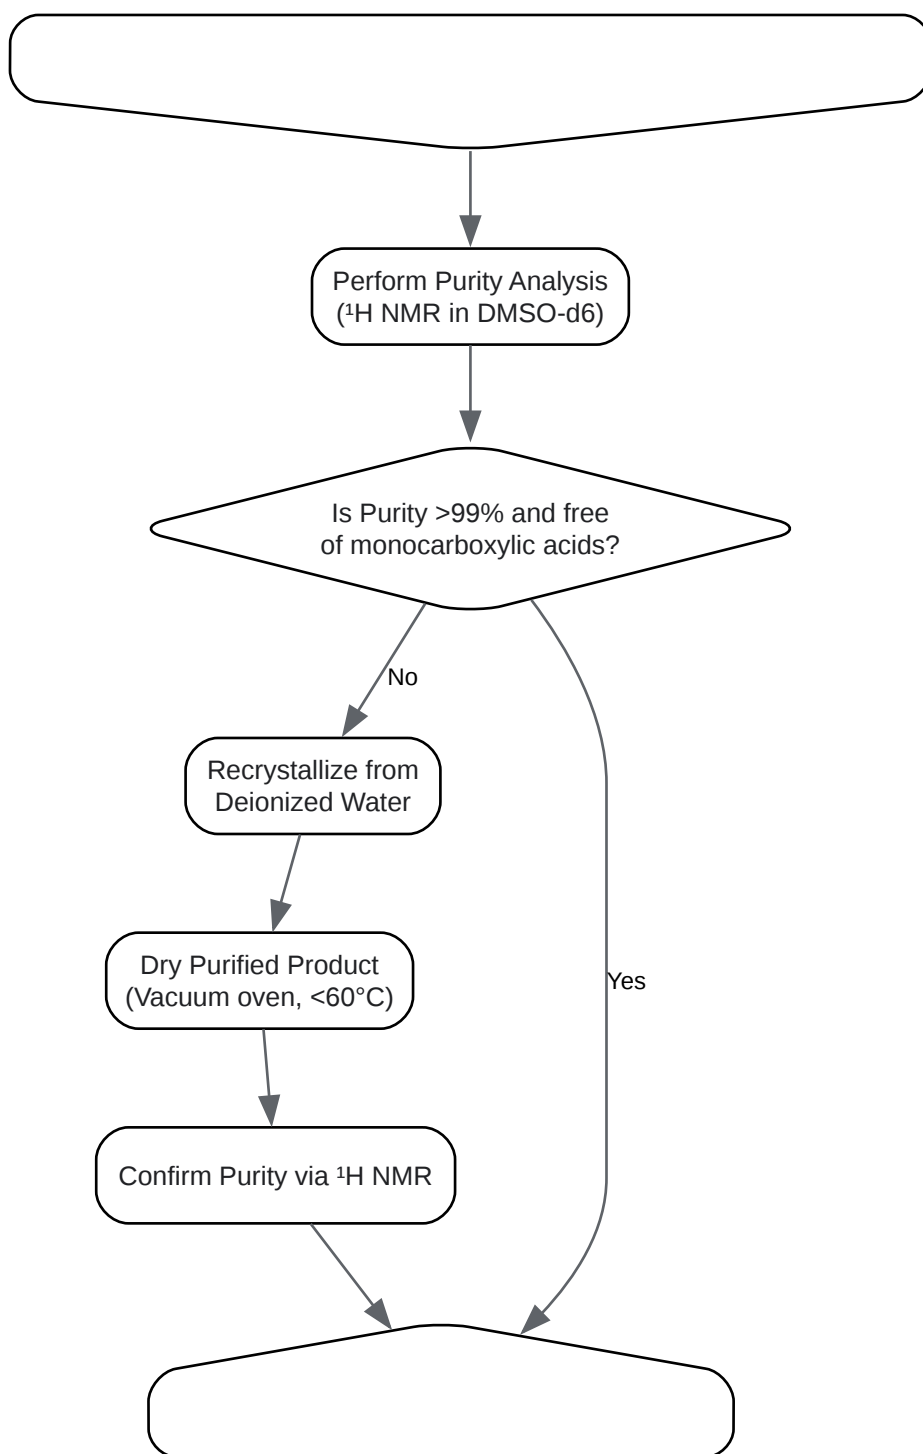 Perform Purity Analysis
(¹H NMR in DMSO-d6)
Is Purity >99% and free
of monocarboxylic acids?
No
Recrystallize from
Deionized Water
Dry Purified Product
(Vacuum oven, <60°C)
Yes
Confirm Purity via ¹H NMR